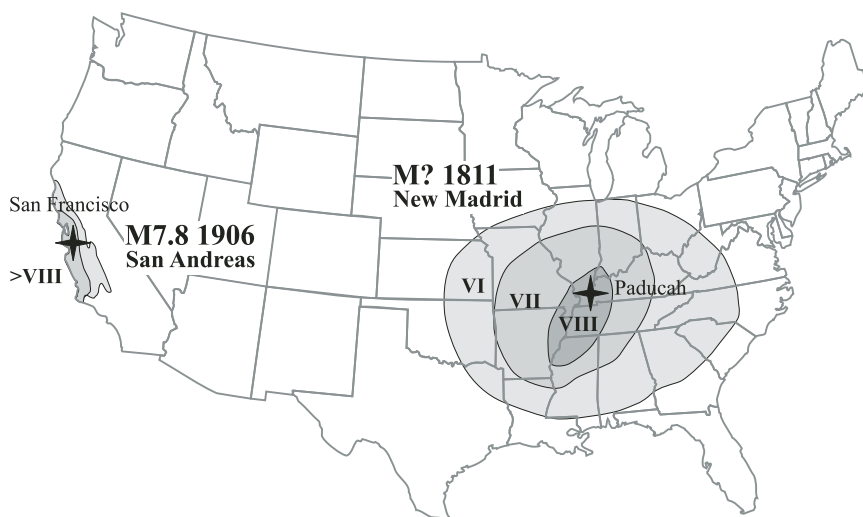 M? 1811
New Madrid
San Francisco
M7.8 1906
San Andreas
>VIII
VI
VII
VIII
Paducah